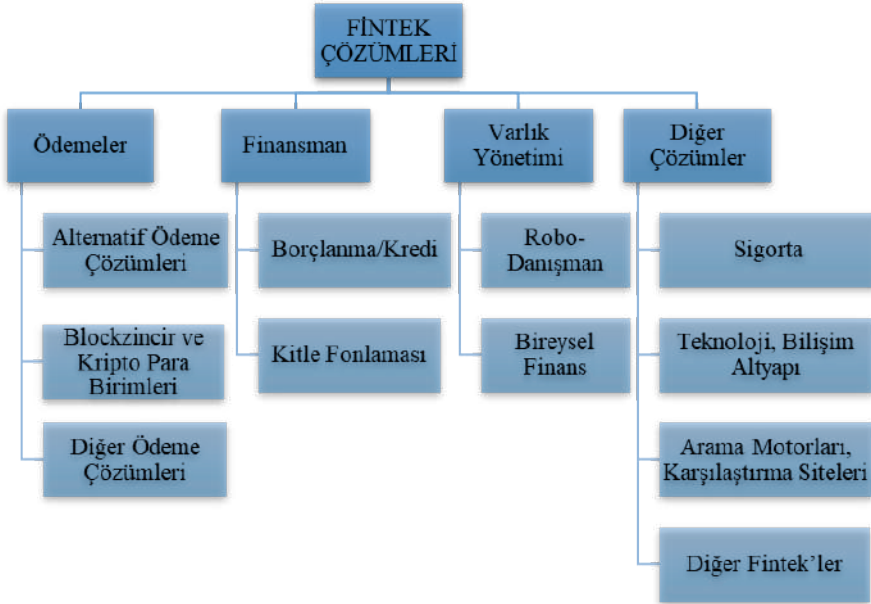 FİNTEK
ÇÖZÜMLERİ
Ödemeler
Finansman
Varlık
Yönetimi
Diğer
Çözümler
Alternatif Ödeme
Çözümleri
Blockzincir ve
Kripto Para
Birimleri
Diğer Ödeme
Çözümleri
Borçlanma/Kredi
Kitle Fonlaması
Robo-
Danışman
Bireysel
Finans
Sigorta
Teknoloji, Bilişim
Altyapı
Arama Motorları,
Karşılaştırma Siteleri
Diğer Fintek’ler